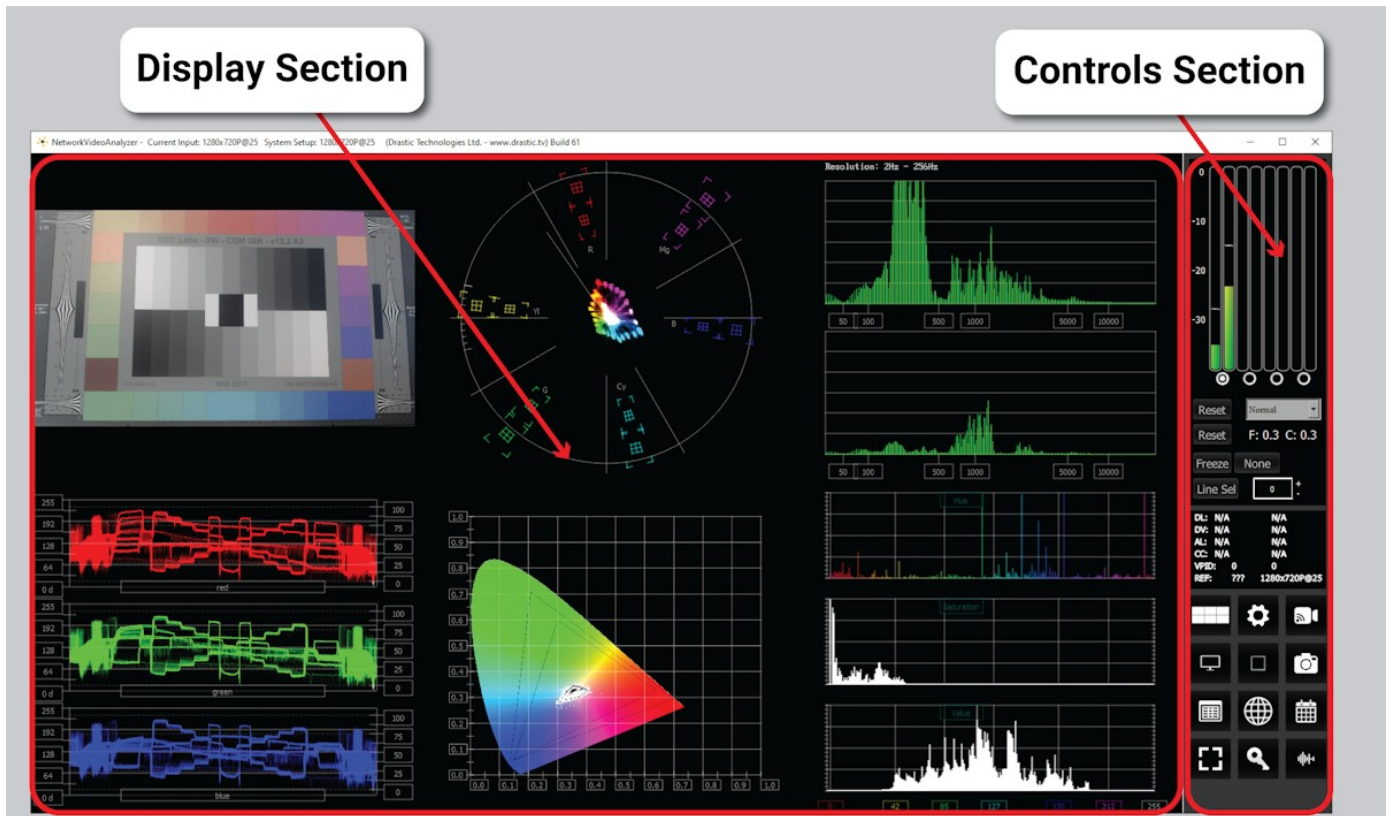 Display Section
Controls Section
NetworkVideoAnalyzer - Current Input: 1280x720P@25 System Setup: 1280x720P@25 (Drastic Technologies Ltd. - www.drastic.tv) Build 61
DSC Labs - SW - CDM 28R - v15.2 A3
R
Mg
Yl
B
G
Cy
Resolution: 2Hz - 256Hz
50 100 500 1000 5000 10000
50 100 500 1000 5000 10000
Hue
Saturation
Value
0 42 85 127 170 212 255
255
192
128
64
0 d
100
75
50
25
0
red
255
192
128
64
0 d
100
75
50
25
0
green
255
192
128
64
0 d
100
75
50
25
0
blue
1.0
0.9
0.8
0.7
0.6
0.5
0.4
0.3
0.2
0.1
0.0
0.0 0.1 0.2 0.3 0.4 0.5 0.6 0.7 0.8 0.9 1.0
0
-10
-20
-30
Reset Normal
Reset F: 0.3 C: 0.3
Freeze None
Line Sel 0 + -
DL: N/A N/A
DV: N/A N/A
AL: N/A N/A
CC: N/A N/A
VPID: 0 0
REF: ??? 1280x720P@25